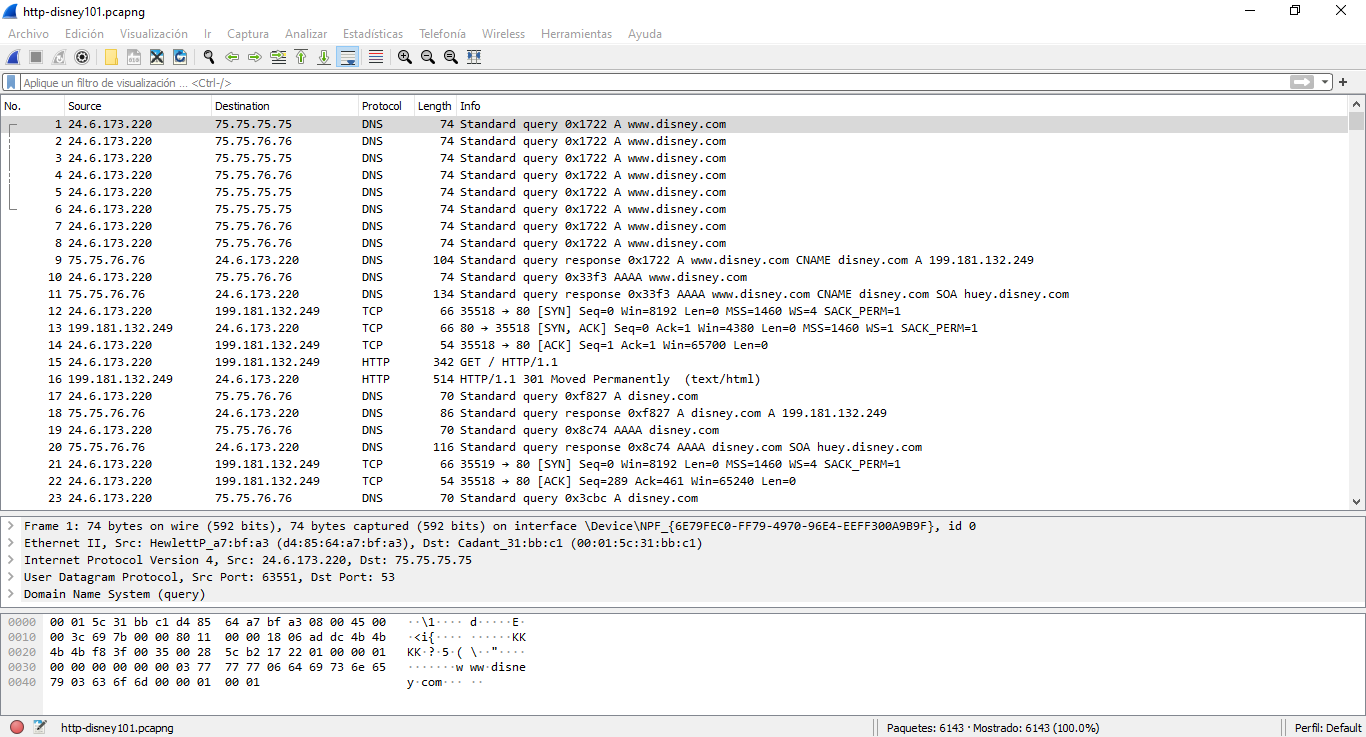 http-disney101.pcapng
Archivo Edición Visualización Ir Captura Analizar Estadísticas Telefonía Wireless Herramientas Ayuda
Aplique un filtro de visualización ... <Ctrl-/>
No. Source Destination Protocol Length Info
1 24.6.173.220 75.75.75.75 DNS 74 Standard query 0x1722 A www.disney.com
2 24.6.173.220 75.75.76.76 DNS 74 Standard query 0x1722 A www.disney.com
3 24.6.173.220 75.75.75.75 DNS 74 Standard query 0x1722 A www.disney.com
4 24.6.173.220 75.75.76.76 DNS 74 Standard query 0x1722 A www.disney.com
5 24.6.173.220 75.75.75.75 DNS 74 Standard query 0x1722 A www.disney.com
6 24.6.173.220 75.75.75.75 DNS 74 Standard query 0x1722 A www.disney.com
7 24.6.173.220 75.75.76.76 DNS 74 Standard query 0x1722 A www.disney.com
8 24.6.173.220 75.75.76.76 DNS 74 Standard query 0x1722 A www.disney.com
9 75.75.76.76 24.6.173.220 DNS 104 Standard query response 0x1722 A www.disney.com CNAME disney.com A 199.181.132.249
10 24.6.173.220 75.75.76.76 DNS 74 Standard query 0x33f3 AAAA www.disney.com
11 75.75.76.76 24.6.173.220 DNS 134 Standard query response 0x33f3 AAAA www.disney.com CNAME disney.com SOA huey.disney.com
12 24.6.173.220 199.181.132.249 TCP 66 35518 → 80 [SYN] Seq=0 Win=8192 Len=0 MSS=1460 WS=4 SACK_PERM=1
13 199.181.132.249 24.6.173.220 TCP 66 80 → 35518 [SYN, ACK] Seq=0 Ack=1 Win=4380 Len=0 MSS=1460 WS=1 SACK_PERM=1
14 24.6.173.220 199.181.132.249 TCP 54 35518 → 80 [ACK] Seq=1 Ack=1 Win=65700 Len=0
15 24.6.173.220 199.181.132.249 HTTP 342 GET / HTTP/1.1
16 199.181.132.249 24.6.173.220 HTTP 514 HTTP/1.1 301 Moved Permanently (text/html)
17 24.6.173.220 75.75.76.76 DNS 70 Standard query 0xf827 A disney.com
18 75.75.76.76 24.6.173.220 DNS 86 Standard query response 0xf827 A disney.com A 199.181.132.249
19 24.6.173.220 75.75.76.76 DNS 70 Standard query 0x8c74 AAAA disney.com
20 75.75.76.76 24.6.173.220 DNS 116 Standard query response 0x8c74 AAAA disney.com SOA huey.disney.com
21 24.6.173.220 199.181.132.249 TCP 66 35519 → 80 [SYN] Seq=0 Win=8192 Len=0 MSS=1460 WS=4 SACK_PERM=1
22 24.6.173.220 199.181.132.249 TCP 54 35518 → 80 [ACK] Seq=289 Ack=461 Win=65240 Len=0
23 24.6.173.220 75.75.76.76 DNS 70 Standard query 0x3cbc A disney.com
Frame 1: 74 bytes on wire (592 bits), 74 bytes captured (592 bits) on interface \Device\NPF_{6E79FEC0-FF79-4970-96E4-EEFF300A9B9F}, id 0
Ethernet II, Src: HewlettP_a7:bf:a3 (d4:85:64:a7:bf:a3), Dst: Cadant_31:bb:c1 (00:01:5c:31:bb:c1)
Internet Protocol Version 4, Src: 24.6.173.220, Dst: 75.75.75.75
User Datagram Protocol, Src Port: 63551, Dst Port: 53
Domain Name System (query)
0000 00 01 5c 31 bb c1 d4 85 64 a7 bf a3 08 00 45 00 ··\1···· d·····E·
0010 00 3c 69 7b 00 00 80 11 00 00 18 06 ad dc 4b 4b ·<i{···· ······KK
0020 4b 4b f8 3f 00 35 00 28 5c b2 17 22 01 00 00 01 KK·?·5·( \··"····
0030 00 00 00 00 00 00 03 77 77 77 06 64 69 73 6e 65 ·······w ww·disne
0040 79 03 63 6f 6d 00 00 01 00 01 y·com··· ··
http-disney101.pcapng Paquetes: 6143 · Mostrado: 6143 (100.0%) Perfil: Default